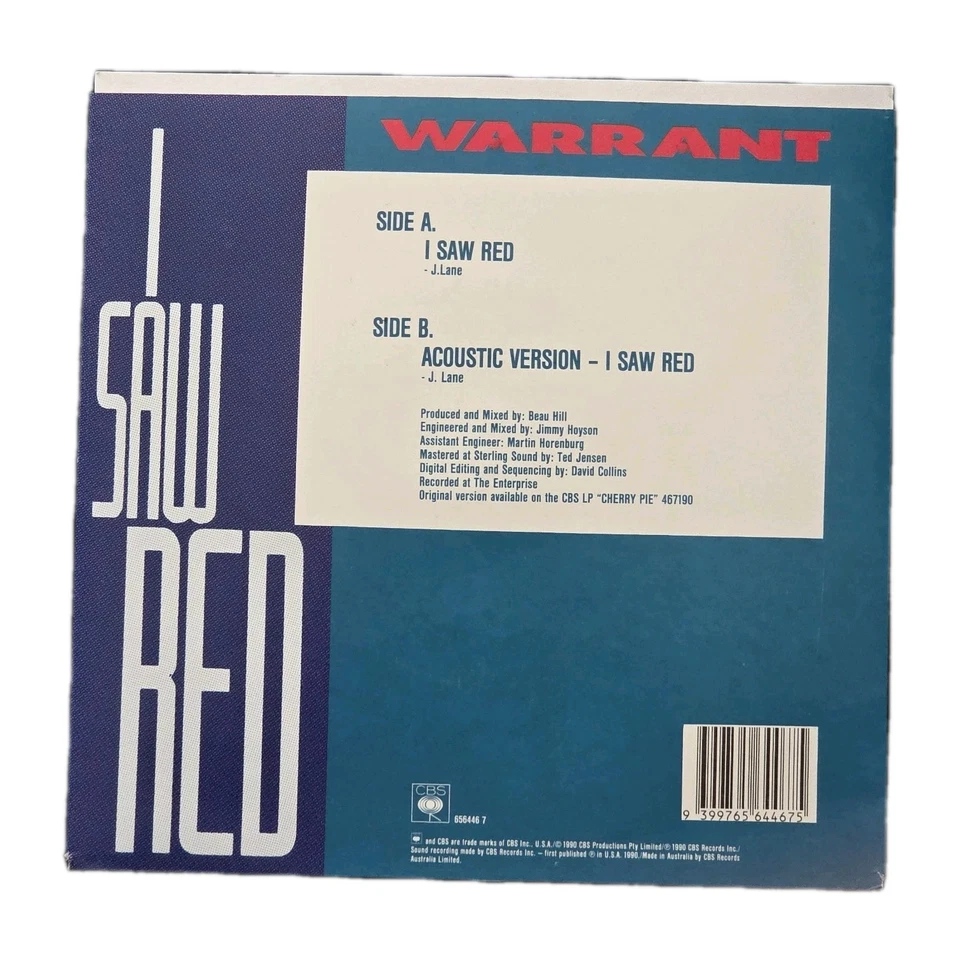 I
SAW
RED
WARRANT
SIDE A.
I SAW RED
- J.Lane
SIDE B.
ACOUSTIC VERSION – I SAW RED
- J. Lane
Produced and Mixed by: Beau Hill
Engineered and Mixed by: Jimmy Hoyson
Assistant Engineer: Martin Horenburg
Mastered at Sterling Sound by: Ted Jensen
Digital Editing and Sequencing by: David Collins
Recorded at The Enterprise
Original version available on the CBS LP "CHERRY PIE" 467190
CBS
656446 7
9 399765 644675
and CBS are trade marks of CBS Inc., U.S.A./© 1990 CBS Productions Pty Limited/℗ 1990 CBS Records Inc./
Sound recording made by CBS Records Inc. – first published ℗ in U.S.A. 1990./Made in Australia by CBS Records
Australia Limited.